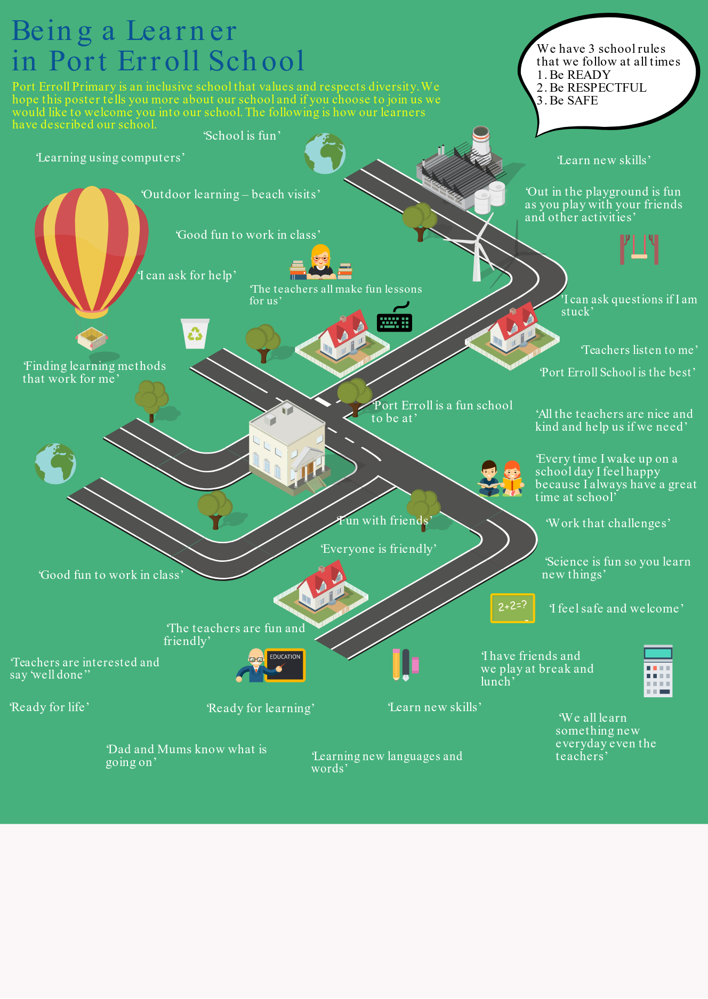 Being a Learner
in Port Erroll School
Port Erroll Primary is an inclusive school that values and respects diversity. We
hope this poster tells you more about our school and if you choose to join us we
would like to welcome you into our school. The following is how our learners
have described our school.
We have 3 school rules
that we follow at all times
1. Be READY
2. Be RESPECTFUL
3. Be SAFE
‘School is fun’
‘Learning using computers’
‘Learn new skills’
‘Outdoor learning – beach visits’
‘Out in the playground is fun
as you play with your friends
and other activities’
‘Good fun to work in class’
‘I can ask for help’
‘The teachers all make fun lessons
for us’
'I can ask questions if I am
stuck’
‘Teachers listen to me’
‘Finding learning methods
that work for me’
‘Port Erroll School is the best’
‘Port Erroll is a fun school
to be at’
‘All the teachers are nice and
kind and help us if we need’
‘Every time I wake up on a
school day I feel happy
because I always have a great
time at school’
‘Fun with friends’
‘Work that challenges’
‘Everyone is friendly’
‘Science is fun so you learn
new things’
‘Good fun to work in class’
2+2=?
‘I feel safe and welcome’
‘The teachers are fun and
friendly’
EDUCATION
‘Teachers are interested and
say ‘well done’’
‘I have friends and
we play at break and
lunch’
‘Ready for life’
‘Ready for learning’
‘Learn new skills’
‘We all learn
something new
everyday even the
teachers’
‘Dad and Mums know what is
going on’
‘Learning new languages and
words’